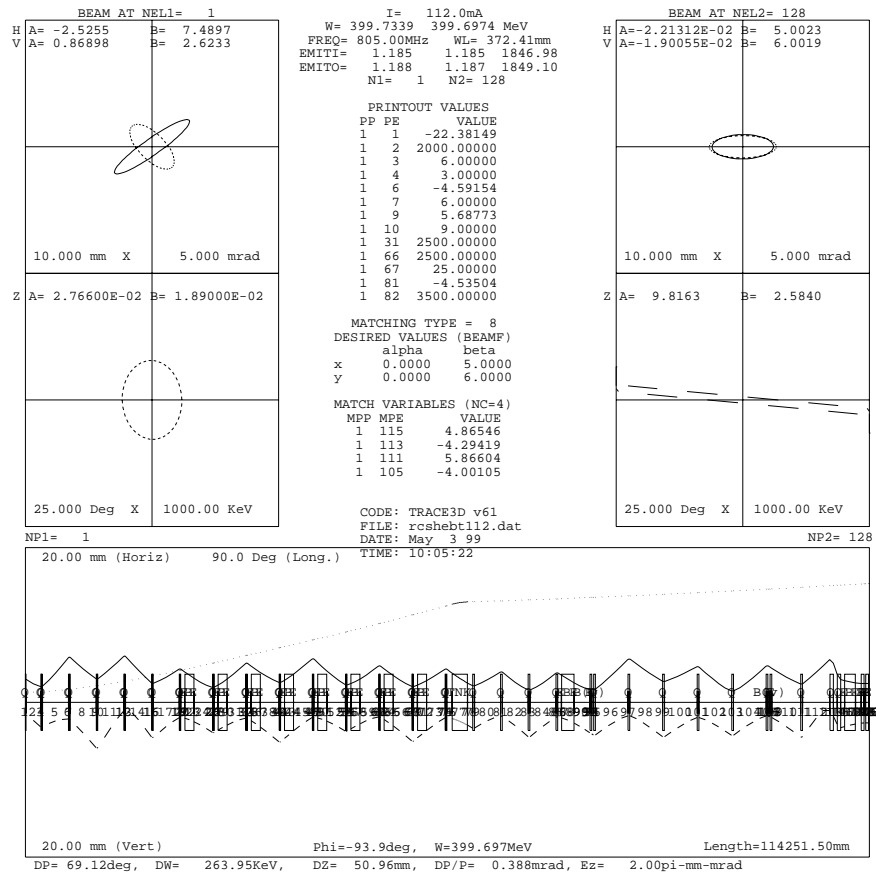 BEAM AT NEL1= 1
H A= -2.5255 B= 7.4897
V A= 0.86898 B= 2.6233
10.000 mm X 5.000 mrad
Z A= 2.76600E-02 B= 1.89000E-02
25.000 Deg X 1000.00 KeV
NP1= 1
I= 112.0mA
W= 399.7339 399.6974 MeV
FREQ= 805.00MHz WL= 372.41mm
EMITI= 1.185 1.185 1846.98
EMITO= 1.188 1.187 1849.10
N1= 1 N2= 128
PRINTOUT VALUES
PP PE VALUE
1 1 -22.38149
1 2 2000.00000
1 3 6.00000
1 4 3.00000
1 6 -4.59154
1 7 6.00000
1 9 5.68773
1 10 9.00000
1 31 2500.00000
1 66 2500.00000
1 67 25.00000
1 81 -4.53504
1 82 3500.00000
MATCHING TYPE = 8
DESIRED VALUES (BEAMF)
alpha beta
x 0.0000 5.0000
y 0.0000 6.0000
MATCH VARIABLES (NC=4)
MPP MPE VALUE
1 115 4.86546
1 113 -4.29419
1 111 5.86604
1 105 -4.00105
CODE: TRACE3D v61
FILE: rcshebt112.dat
DATE: May 3 99
TIME: 10:05:22
BEAM AT NEL2= 128
H A=-2.21312E-02 B= 5.0023
V A=-1.90055E-02 B= 6.0019
10.000 mm X 5.000 mrad
Z A= 9.8163 B= 2.5840
25.000 Deg X 1000.00 KeV
NP2= 128
20.00 mm (Horiz) 90.0 Deg (Long.)
20.00 mm (Vert) Phi=-93.9deg, W=399.697MeV Length=114251.50mm
DP= 69.12deg, DW= 263.95KeV, DZ= 50.96mm, DP/P= 0.388mrad, Ez= 2.00pi-mm-mrad